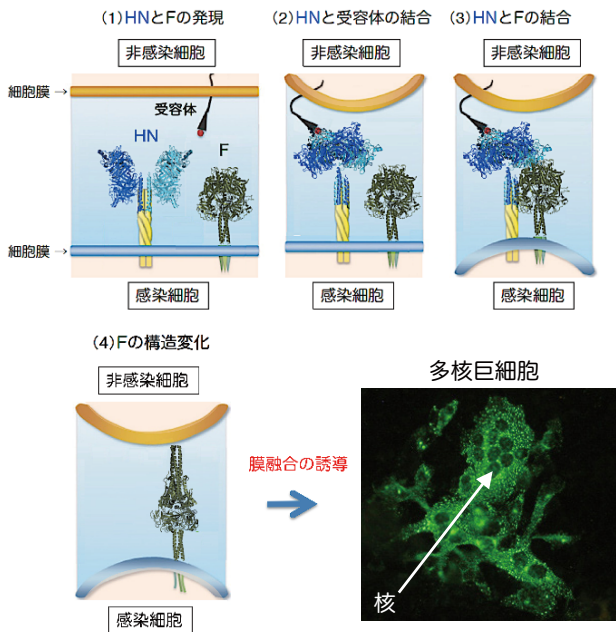 (1)HNとFの発現
(2)HNと受容体の結合
(3)HNとFの結合
非感染細胞
非感染細胞
非感染細胞
細胞膜→
受容体
HN
F
細胞膜→
感染細胞
感染細胞
感染細胞
(4)Fの構造変化
非感染細胞
多核巨細胞
膜融合の誘導
核
感染細胞